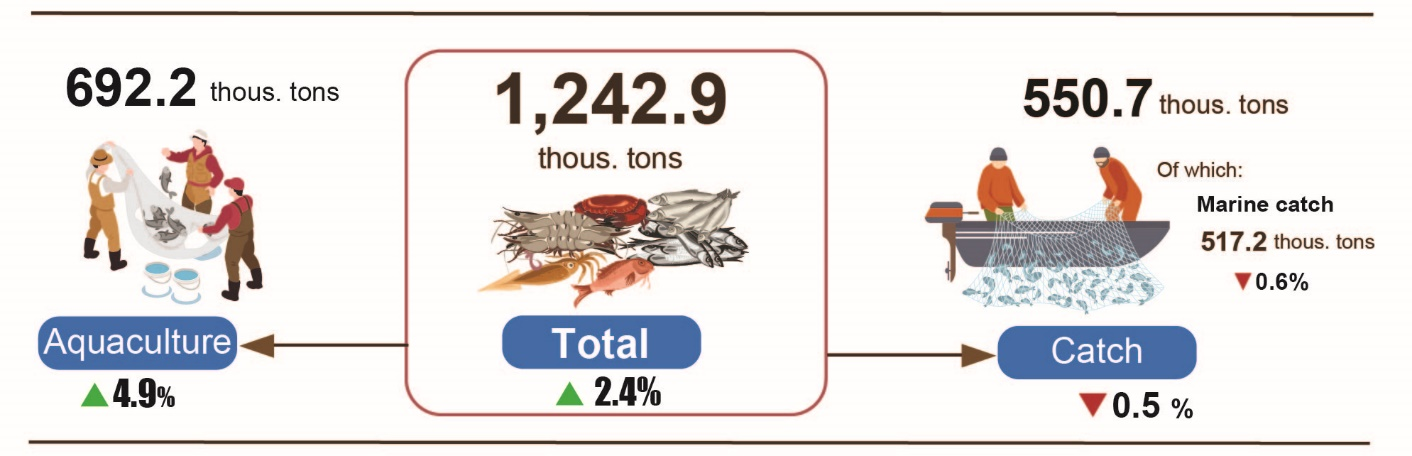 692.2 thous. tons
Aquaculture
▲ 4.9%
1,242.9
thous. tons
Total
▲ 2.4%
550.7 thous. tons
Of which:
Marine catch
517.2 thous. tons
▼ 0.6%
Catch
▼ 0.5 %